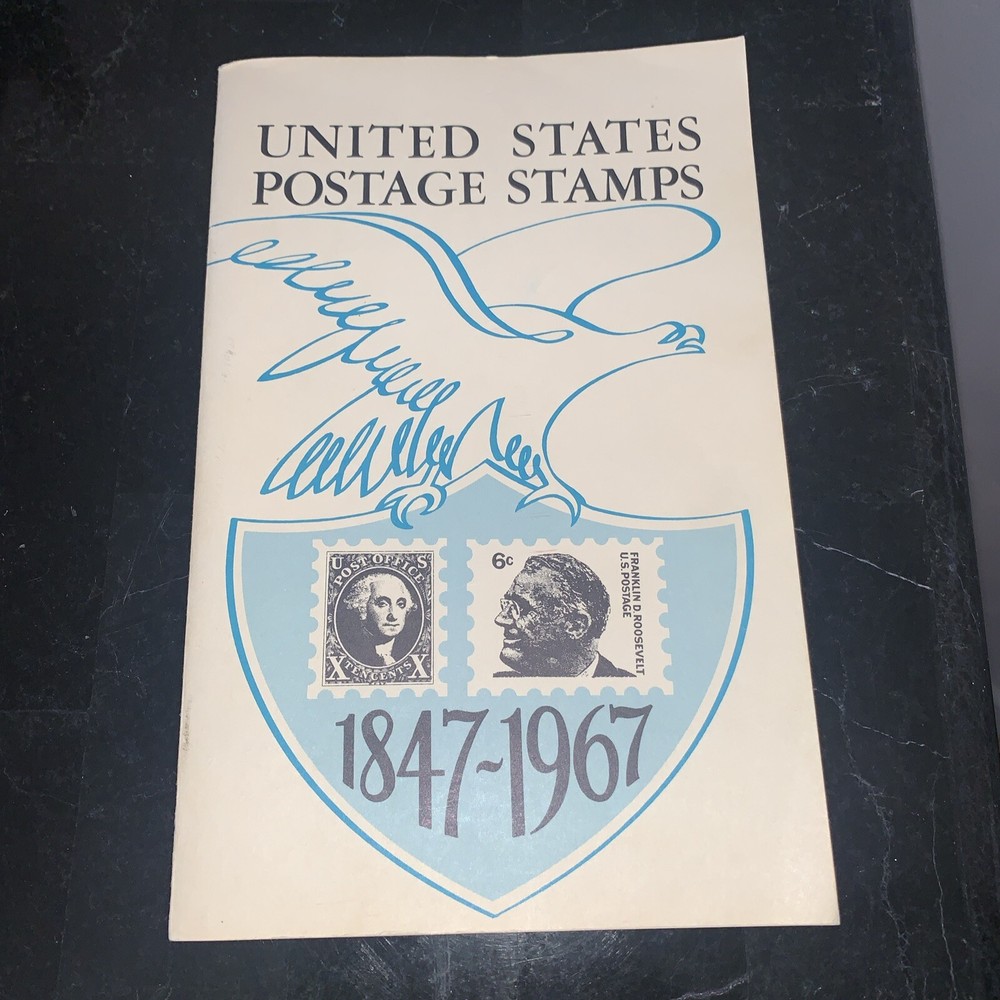 UNITED STATES
POSTAGE STAMPS
U S
POST OFFICE
X TEN CENTS X
6c
FRANKLIN D. ROOSEVELT
U.S. POSTAGE
1847-1967